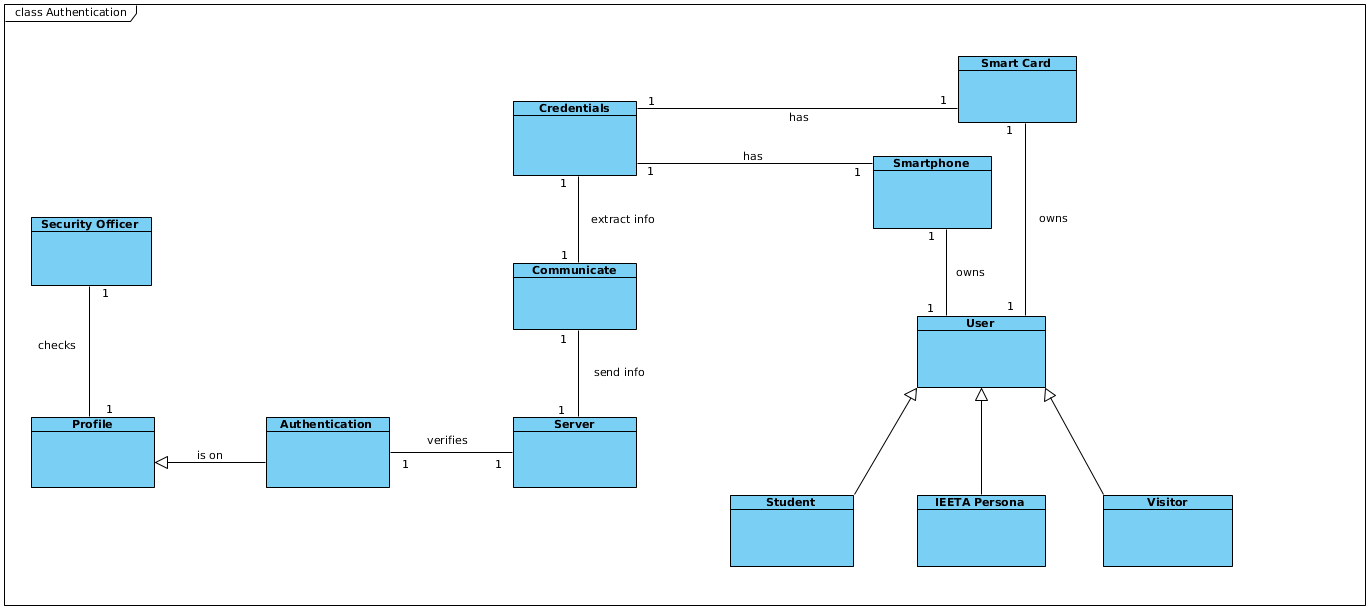 class Authentication
Smart Card
Credentials
1
1
has
has
Smartphone
1
1
1
1
extract info
owns
Security Officer
1
1
owns
1
Communicate
1
1
1
User
checks
1
send info
1
1
Profile
Authentication
Server
verifies
is on
1
1
Student
IEETA Persona
Visitor